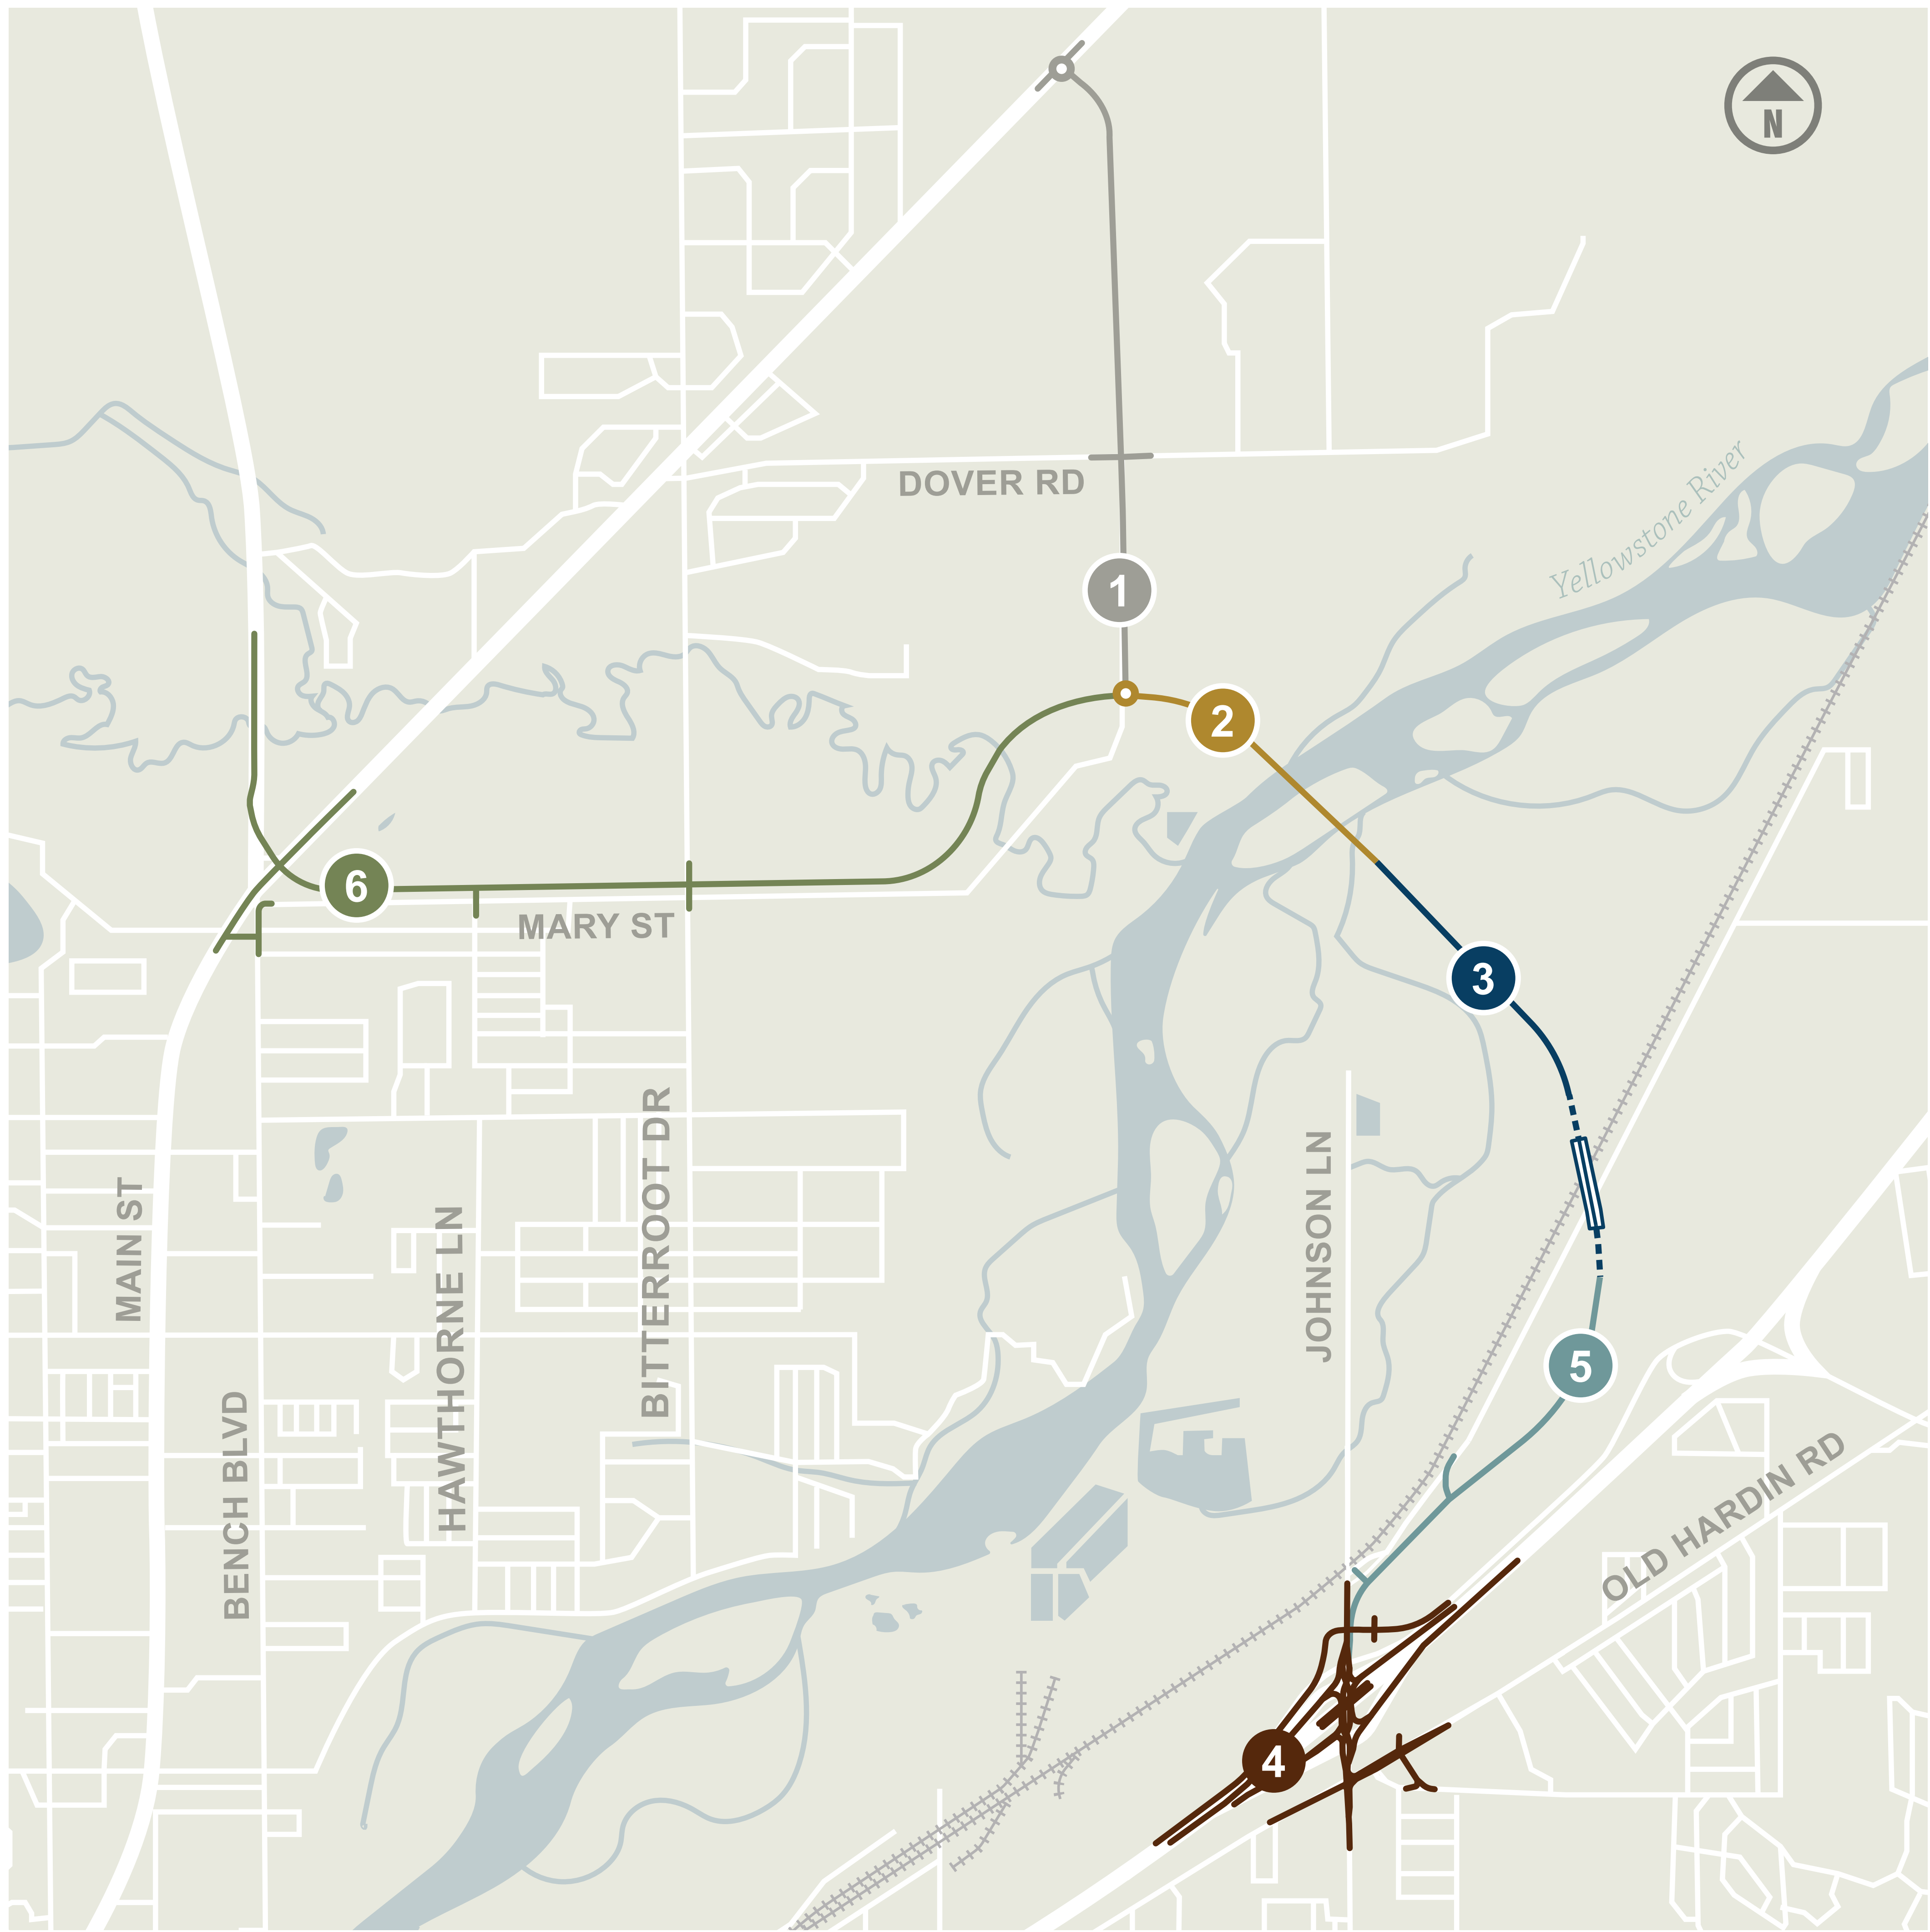 N
DOVER RD
Yellowstone River
1
2
6
MARY ST
3
MAIN ST
BENCH BLVD
HAWTHORNE LN
BITTERROOT DR
JOHNSON LN
5
OLD HARDIN RD
4